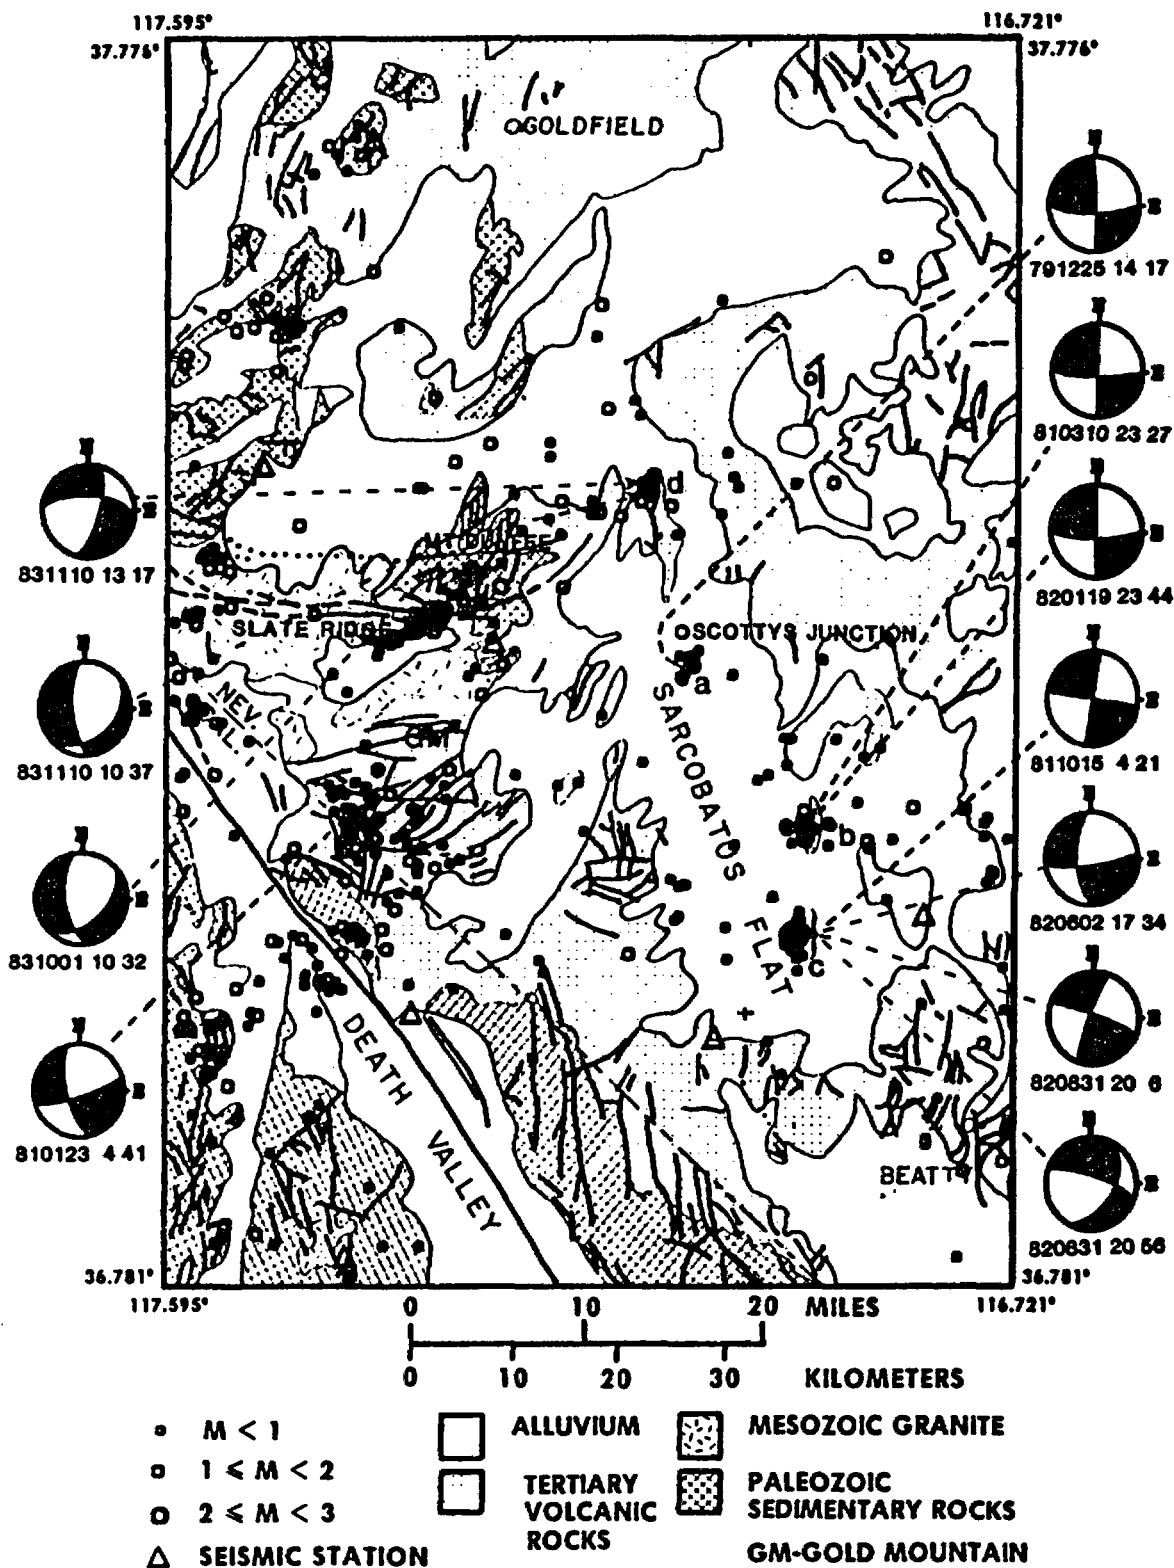 117.595°
116.721°
37.776°
37.776°
GOLDFIELD
791225 14 17
810310 23 27
d
831110 13 17
820119 23 44
SLATE RIDGE
SCOTTYS JUNCTION
a
NEV.
CAL.
GM
SARCOBATUS
FLAT
831110 10 37
811015 4 21
b
831001 10 32
820602 17 34
c
DEATH
VALLEY
820831 20 6
810123 4 41
BEATTY
820831 20 56
36.781°
36.781°
117.595°
116.721°
0 10 20 MILES
0 10 20 30 KILOMETERS
M < 1
1 ⩽ M < 2
2 ⩽ M < 3
SEISMIC STATION
ALLUVIUM
TERTIARY
VOLCANIC
ROCKS
MESOZOIC GRANITE
PALEOZOIC
SEDIMENTARY ROCKS
GM-GOLD MOUNTAIN